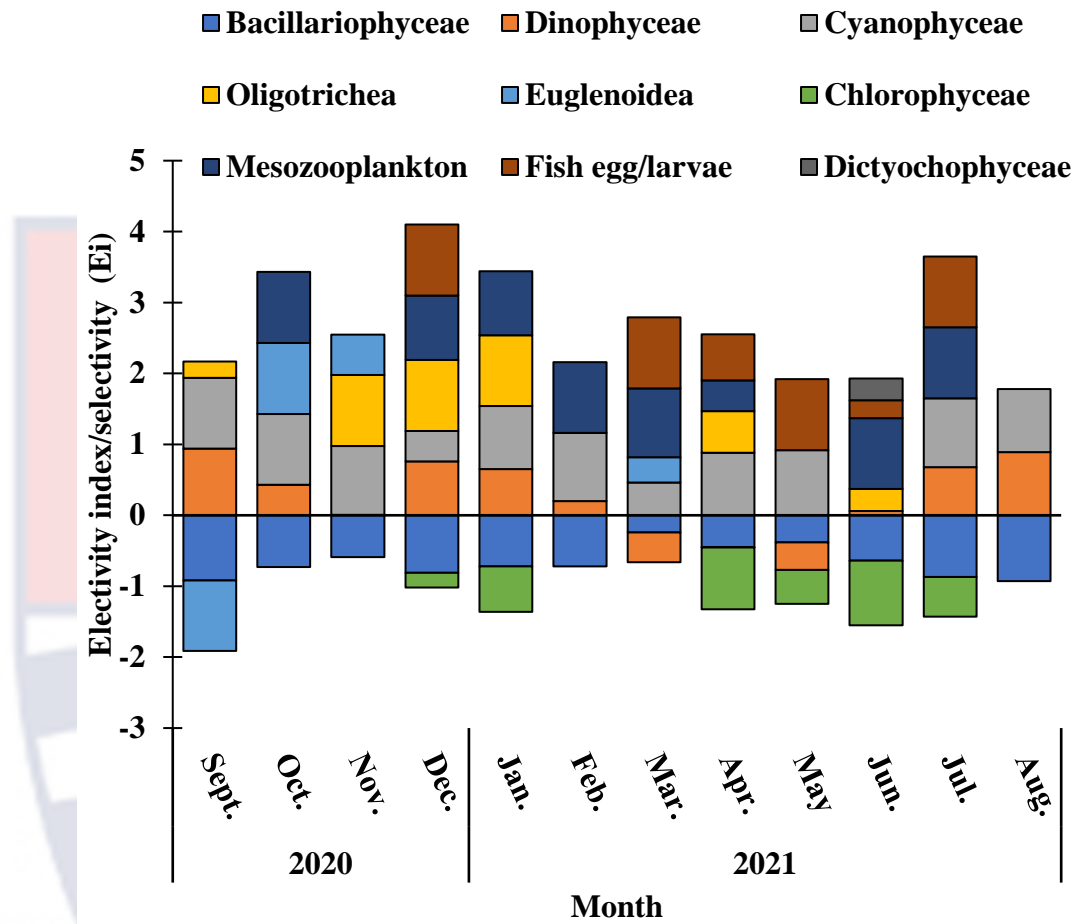 Bacillariophyceae Dinophyceae Cyanophyceae
Oligotrichea Euglenoidea Chlorophyceae
Mesozooplankton Fish egg/larvae Dictyochophyceae
Electivity index/selectivity (Ei)
5
4
3
2
1
0
-1
-2
-3
Sept. Oct. Nov. Dec. Jan. Feb. Mar. Apr. May Jun. Jul. Aug.
2020 2021
Month